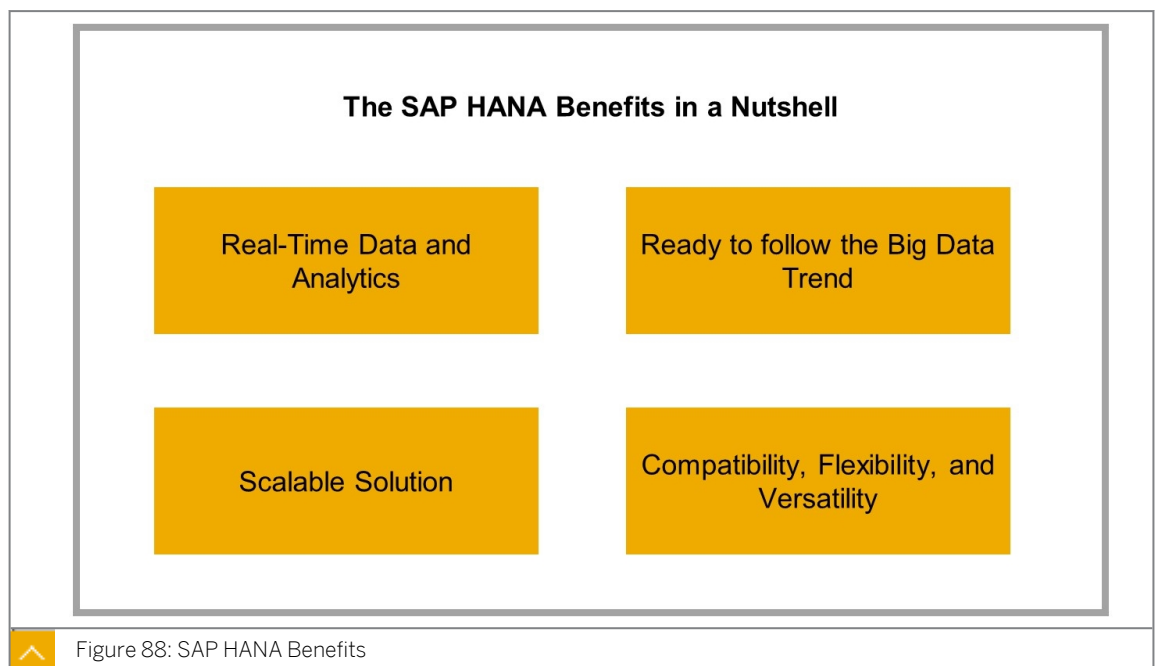 The SAP HANA Benefits in a Nutshell
Real-Time Data and
Analytics
Ready to follow the Big Data
Trend
Scalable Solution
Compatibility, Flexibility, and
Versatility
Figure 88: SAP HANA Benefits